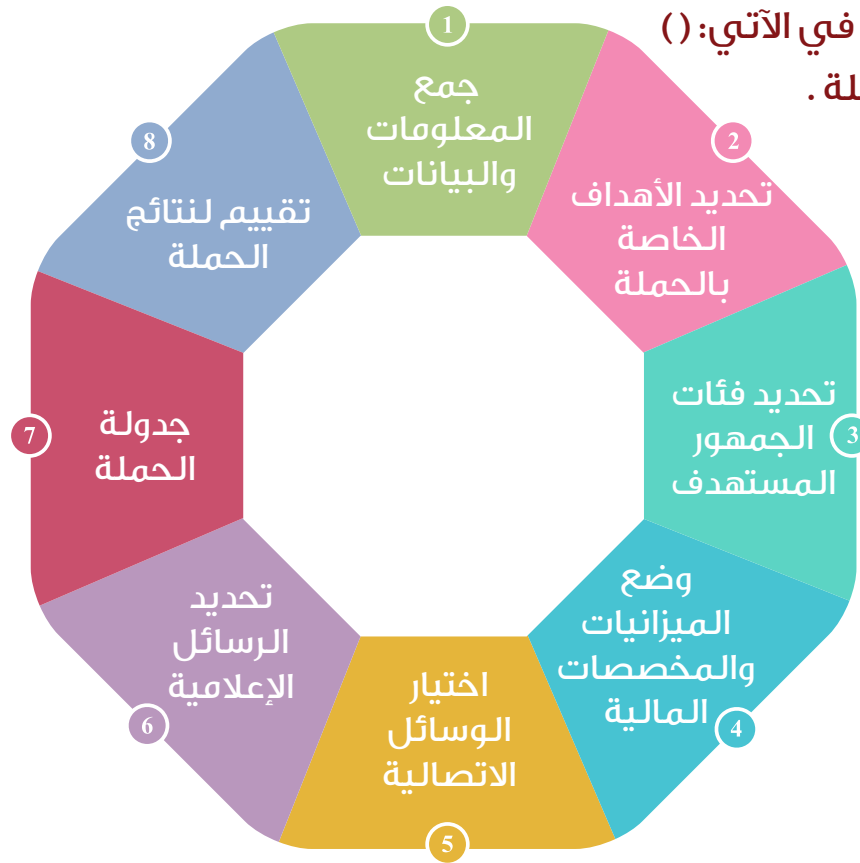 في الآتي: ( )
1
جمع
المعلومات
والبيانات
2
تحديد الأهداف
الخاصة
بالحملة
3
تحديد فئات
الجمهور
المستهدف
4
وضع
الميزانيات
والمخصصات
المالية
5
اختيار
الوسائل
الاتصالية
6
تحديد
الرسائل
الإعلامية
7
جدولة
الحملة
8
تقييم لنتائج
الحملة